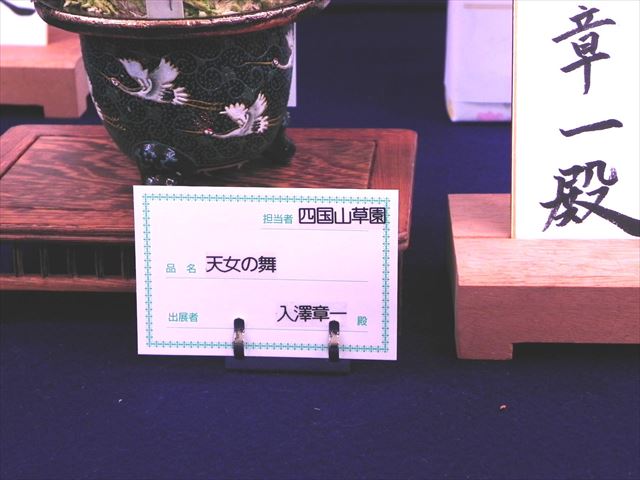 担当者 四国山草園
品名 天女の舞
出展者 入澤章一 殿
章一殿